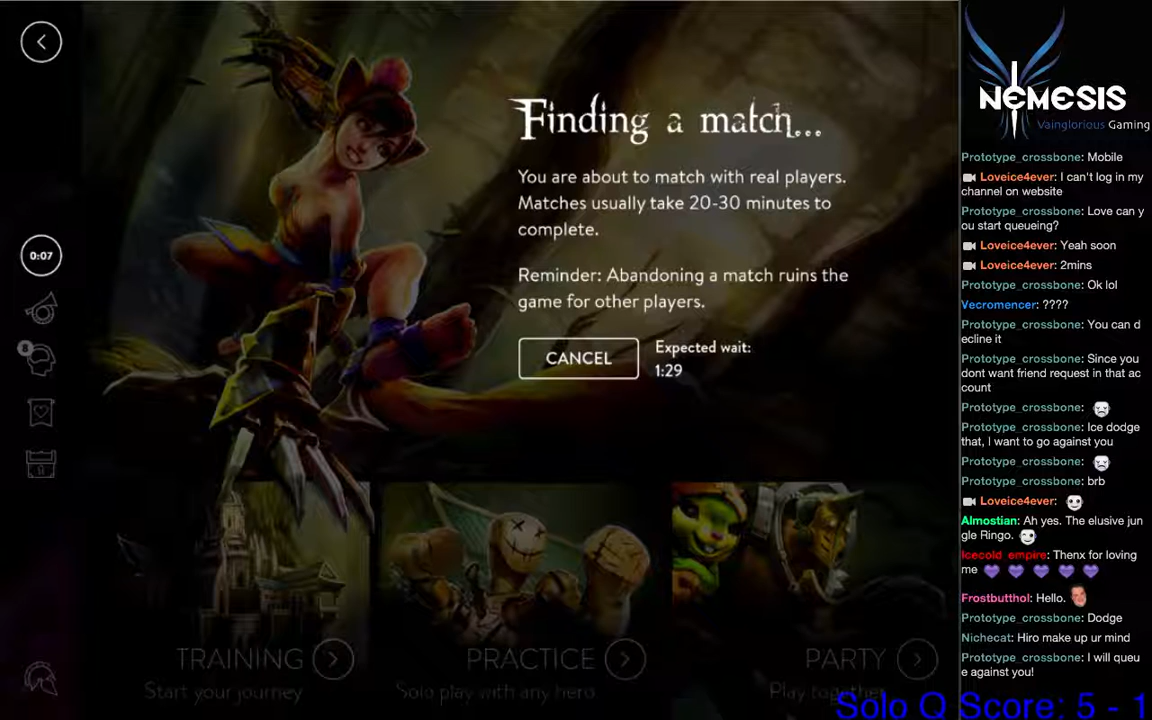 Finding a match...
You are about to match with real players.
Matches usually take 20-30 minutes to
complete.
Reminder: Abandoning a match ruins the
game for other players.
CANCEL
Expected wait:
1:29
0:07
8
TRAINING
Start your journey
PRACTICE
Solo play with any hero
PARTY
Play together
NEMESIS
Vainglorious Gaming
Prototype_crossbone: Mobile
Loveice4ever: I can't log in my
channel on website
Prototype_crossbone: Love can y
ou start queueing?
Loveice4ever: Yeah soon
Loveice4ever: 2mins
Prototype_crossbone: Ok lol
Vecromencer: ????
Prototype_crossbone: You can d
ecline it
Prototype_crossbone: Since you
dont want friend request in that ac
count
Prototype_crossbone:
Prototype_crossbone: Ice dodge
that, I want to go against you
Prototype_crossbone:
Prototype_crossbone: brb
Loveice4ever:
Almostian: Ah yes. The elusive jun
gle Ringo.
Icecold_empire: Thenx for loving
me
Frostbutthol: Hello.
Prototype_crossbone: Dodge
Nichecat: Hiro make up ur mind
Prototype_crossbone: I will queu
e against you!
Solo Q Score: 5 - 1